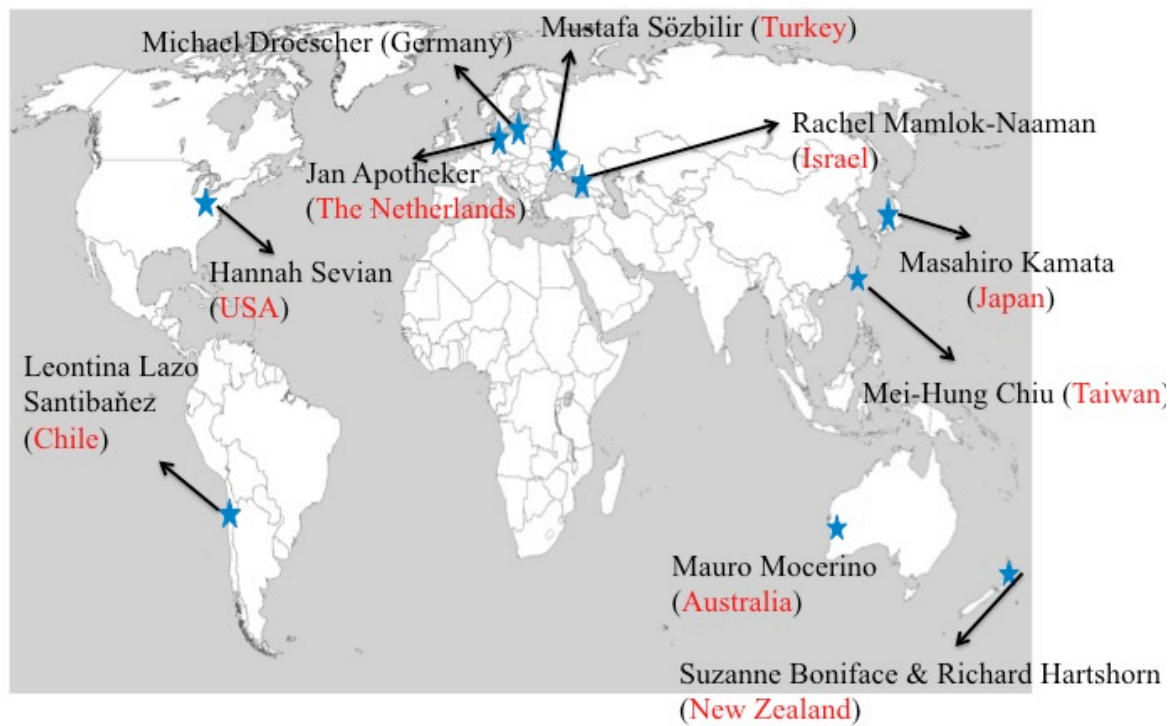 Michael Droescher (Germany)
Mustafa Sözbilir (Turkey)
Rachel Mamlok-Naaman
(Israel)
Jan Apotheker
(The Netherlands)
Hannah Sevian
(USA)
Masahiro Kamata
(Japan)
Leontina Lazo
Santibaňez
(Chile)
Mei-Hung Chiu (Taiwan)
Mauro Mocerino
(Australia)
Suzanne Boniface & Richard Hartshorn
(New Zealand)